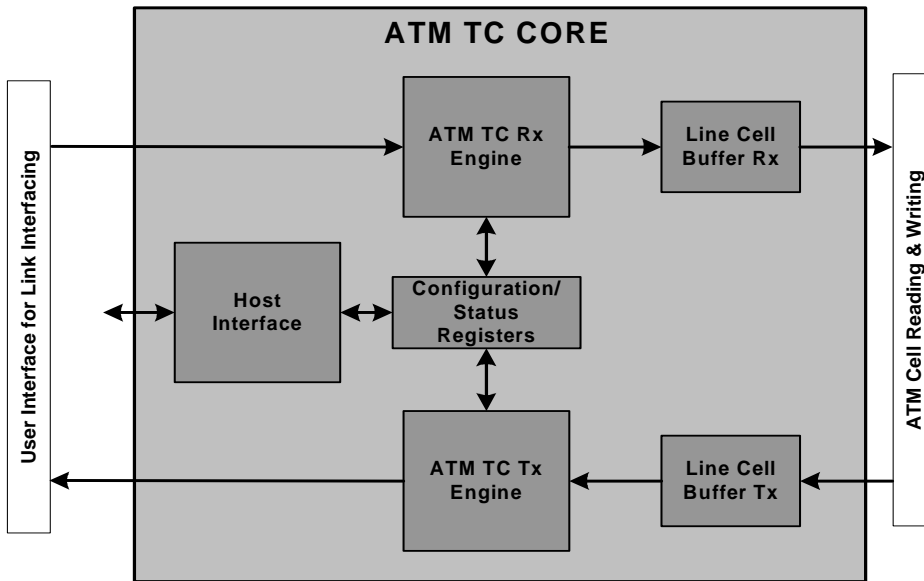 ATM TC CORE
User Interface for Link Interfacing
ATM TC Rx
Engine
Line Cell
Buffer Rx
ATM Cell Reading & Writing
Host
Interface
Configuration/
Status
Registers
ATM TC Tx
Engine
Line Cell
Buffer Tx